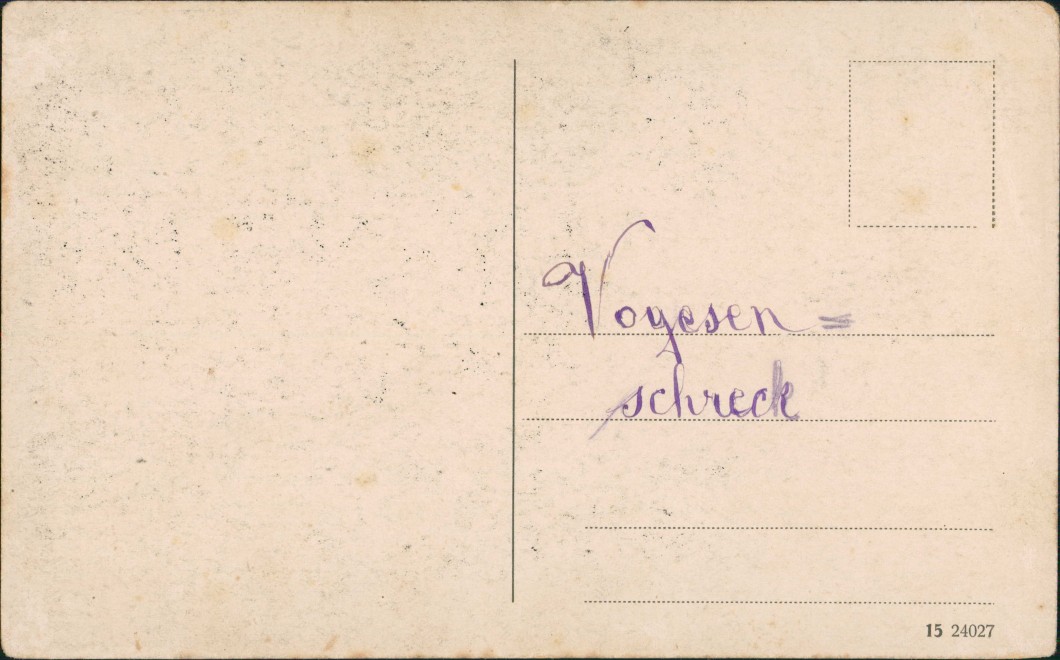 Vogesen=
schreck
15 24027